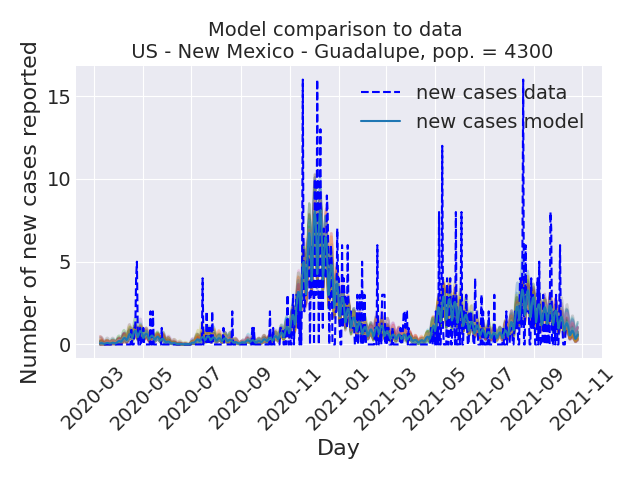 Model comparison to data
US - New Mexico - Guadalupe, pop. = 4300
Number of new cases reported
15
10
5
0
new cases data
new cases model
2020-03
2020-05
2020-07
2020-09
2020-11
2021-01
2021-03
2021-05
2021-07
2021-09
2021-11
Day